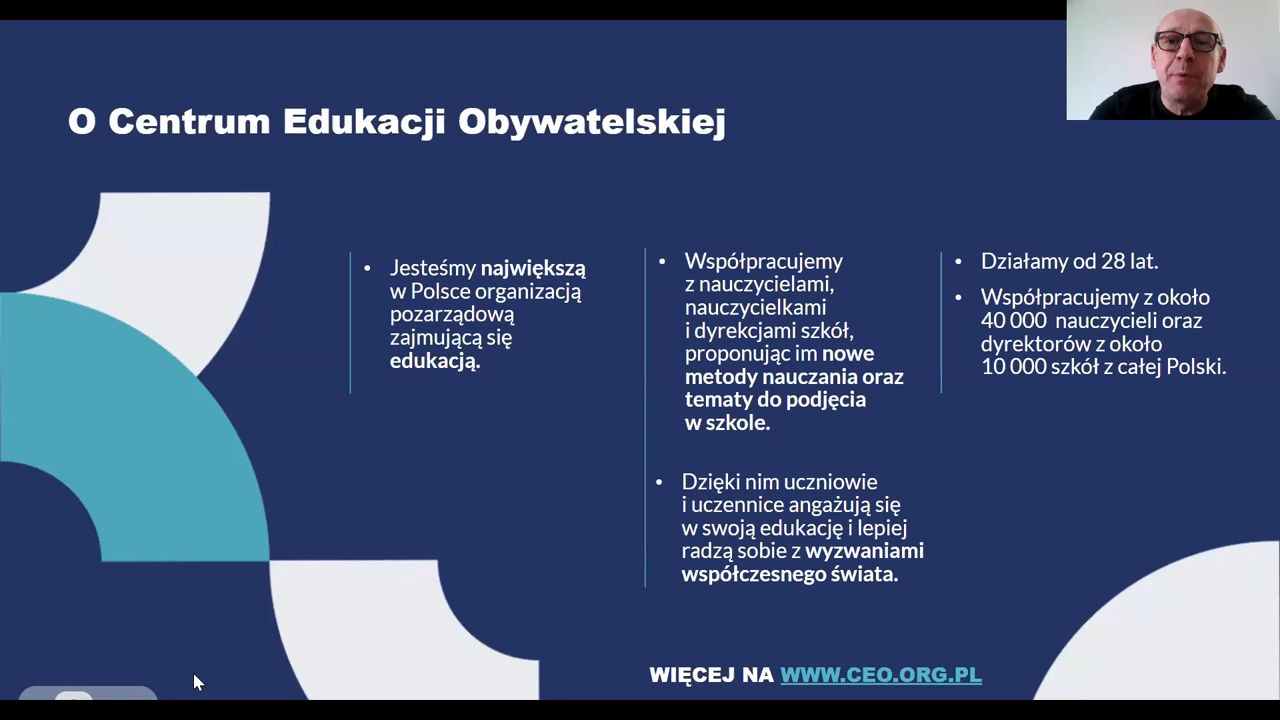 O Centrum Edukacji Obywatelskiej
• Jesteśmy największą
w Polsce organizacją
pozarządową
zajmującą się
edukacją.
• Współpracujemy
z nauczycielami,
nauczycielkami
i dyrekcjami szkół,
proponując im nowe
metody nauczania oraz
tematy do podjęcia
w szkole.
• Dzięki nim uczniowie
i uczennice angażują się
w swoją edukację i lepiej
radzą sobie z wyzwaniami
współczesnego świata.
• Działamy od 28 lat.
• Współpracujemy z około
40 000 nauczycieli oraz
dyrektorów z około
10 000 szkół z całej Polski.
WIĘCEJ NA WWW.CEO.ORG.PL